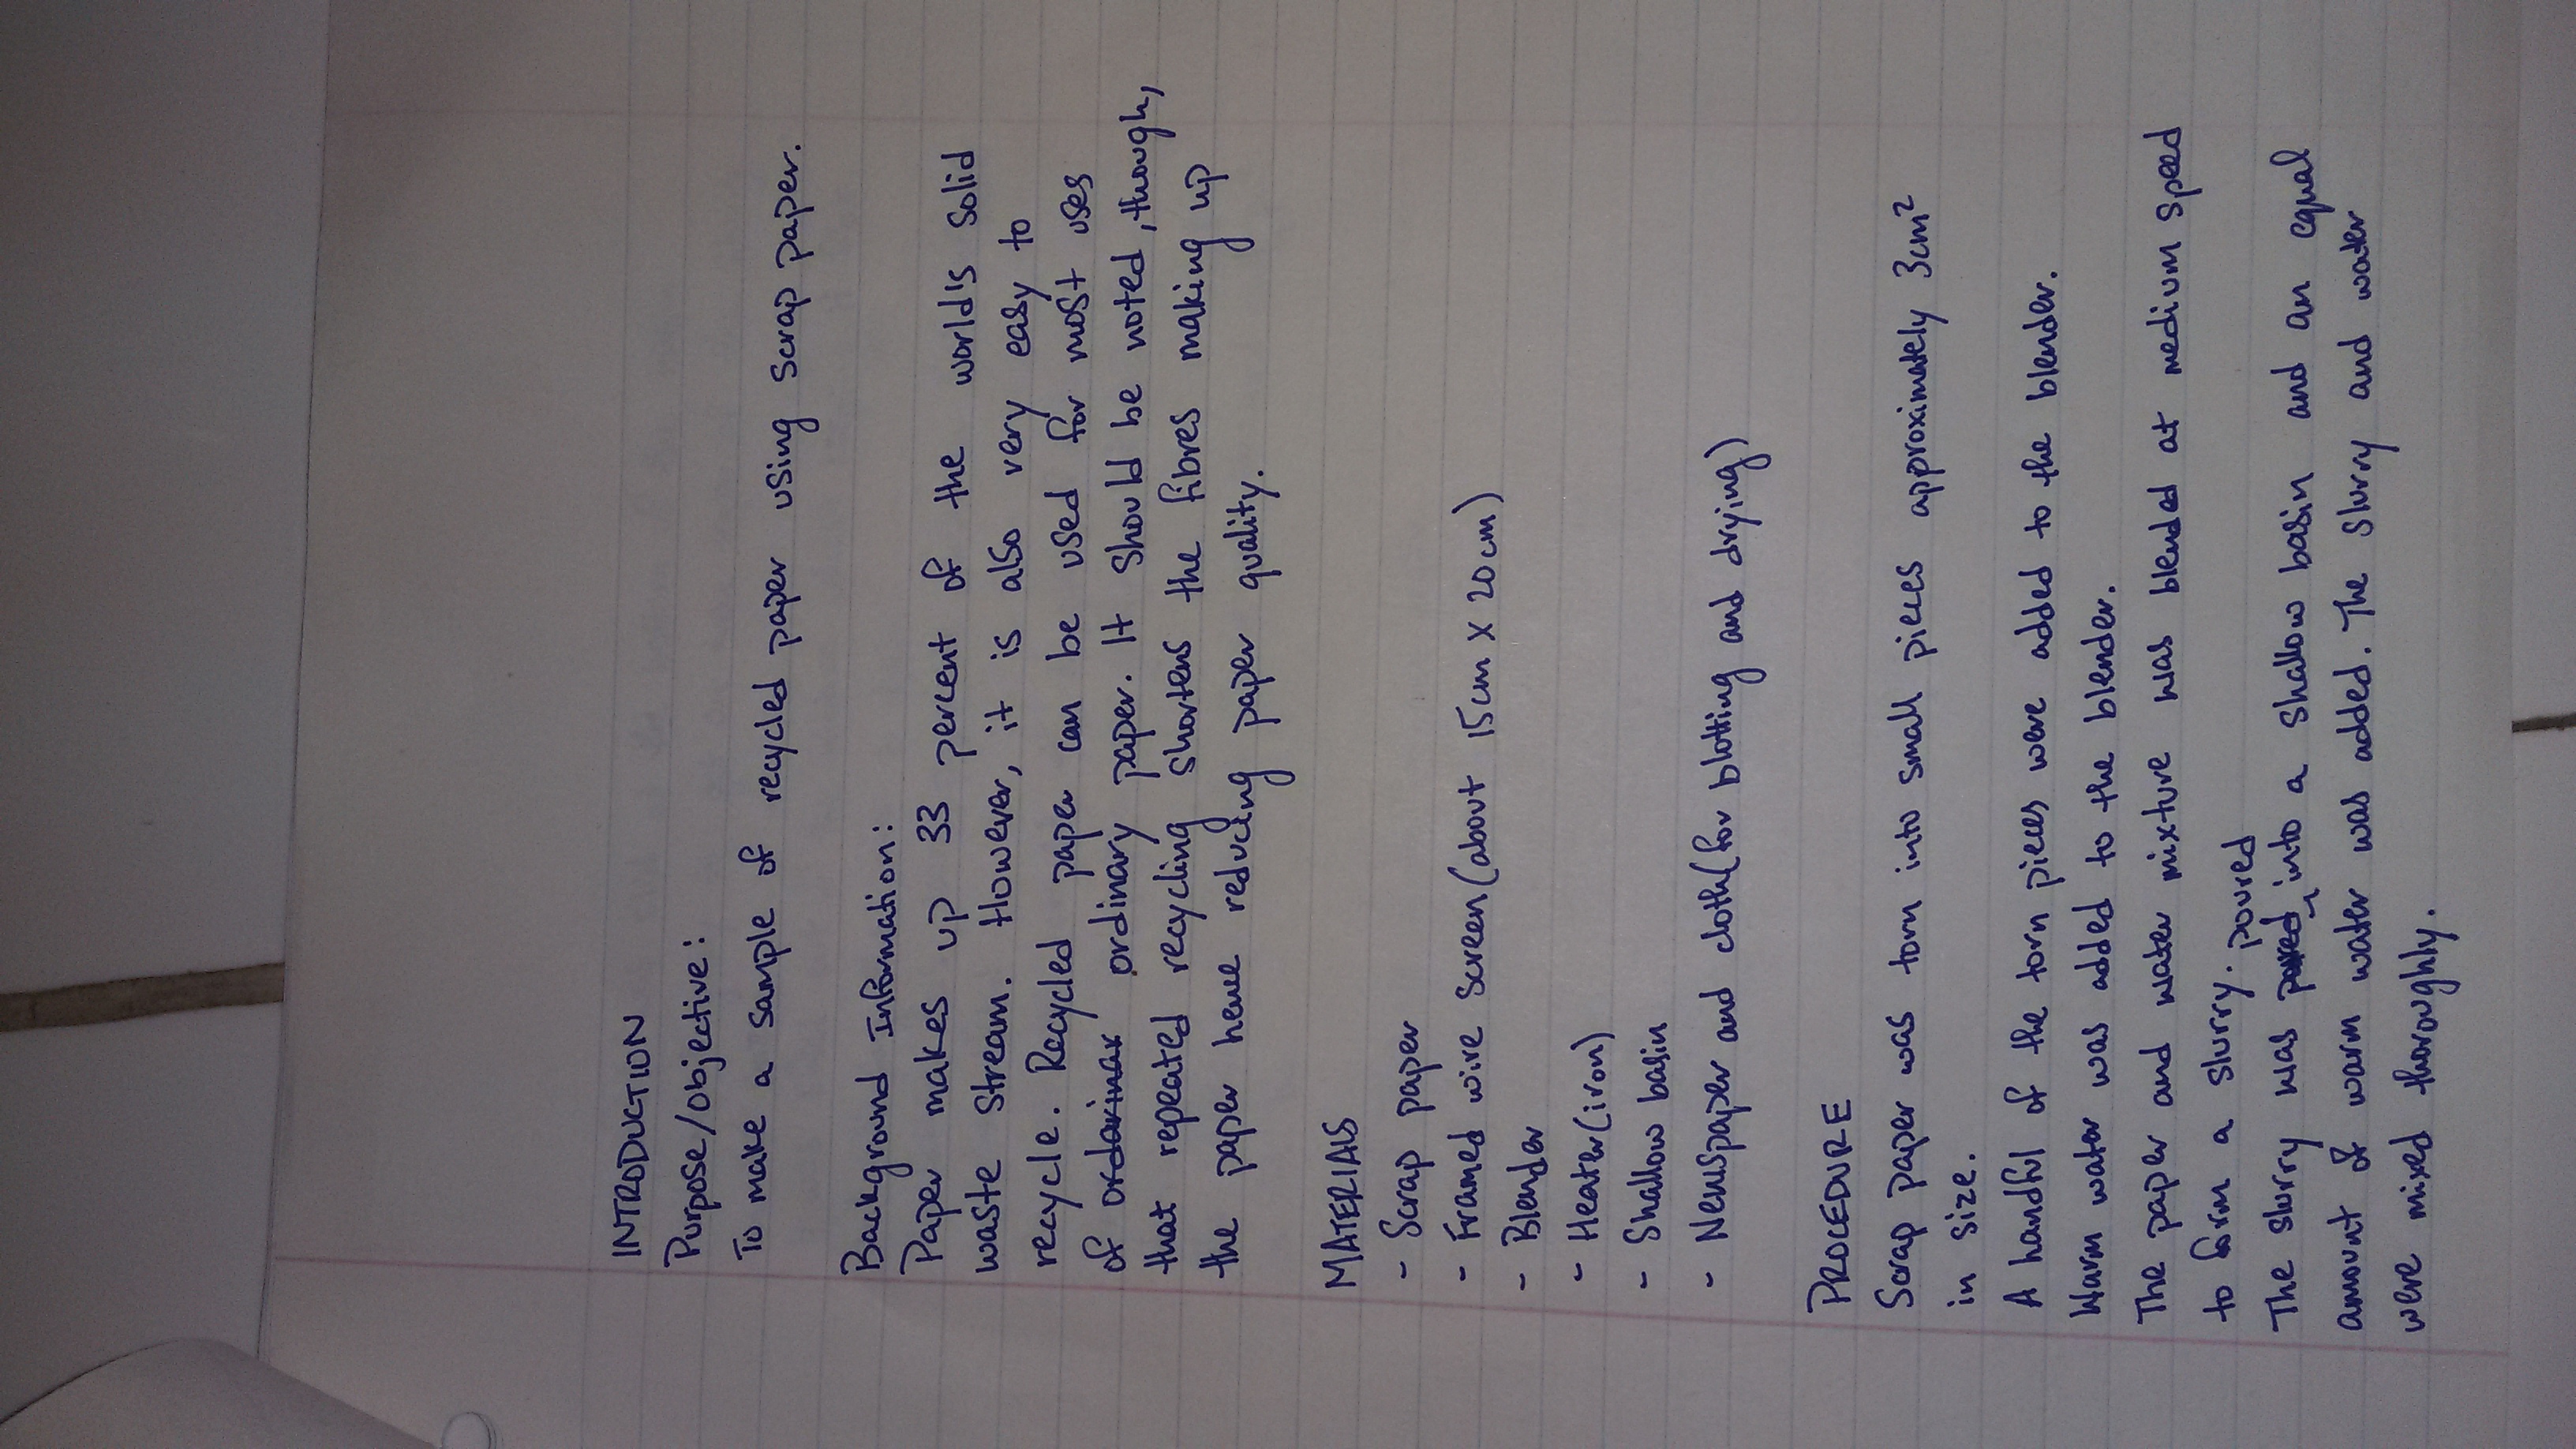 INTRODUCTION
Purpose/Objective:
To make a sample of recycled paper using scrap paper.
Background Information:
Paper makes up 33 percent of the world's solid
waste stream. However, it is also very easy to
recycle. Recycled paper can be used for most uses
of ordarinar ordinary paper. It should be noted, though,
that repeated recycling shortens the fibres making up
the paper hence reducing paper quality.
MATERIALS
- Scrap paper
- Framed wire screen (about 15cm X 20cm)
- Blender
- Heater (iron)
- Shallow basin
- Newspaper and cloth (for blotting and drying)
PROCEDURE
Scrap paper was torn into small pieces approximately 3cm²
in size.
A handful of the torn pieces were added to the blender.
Warm water was added to the blender.
The paper and water mixture was blended at medium speed
to form a slurry.
The slurry was poured into a shallow basin and an equal
amount of warm water was added. The slurry and water
were mixed thoroughly.